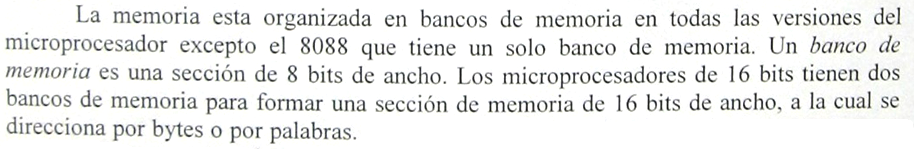 La memoria esta organizada en bancos de memoria en todas las versiones del
microprocesador excepto el 8088 que tiene un solo banco de memoria. Un banco de
memoria es una sección de 8 bits de ancho. Los microprocesadores de 16 bits tienen dos
bancos de memoria para formar una sección de memoria de 16 bits de ancho, a la cual se
direcciona por bytes o por palabras.